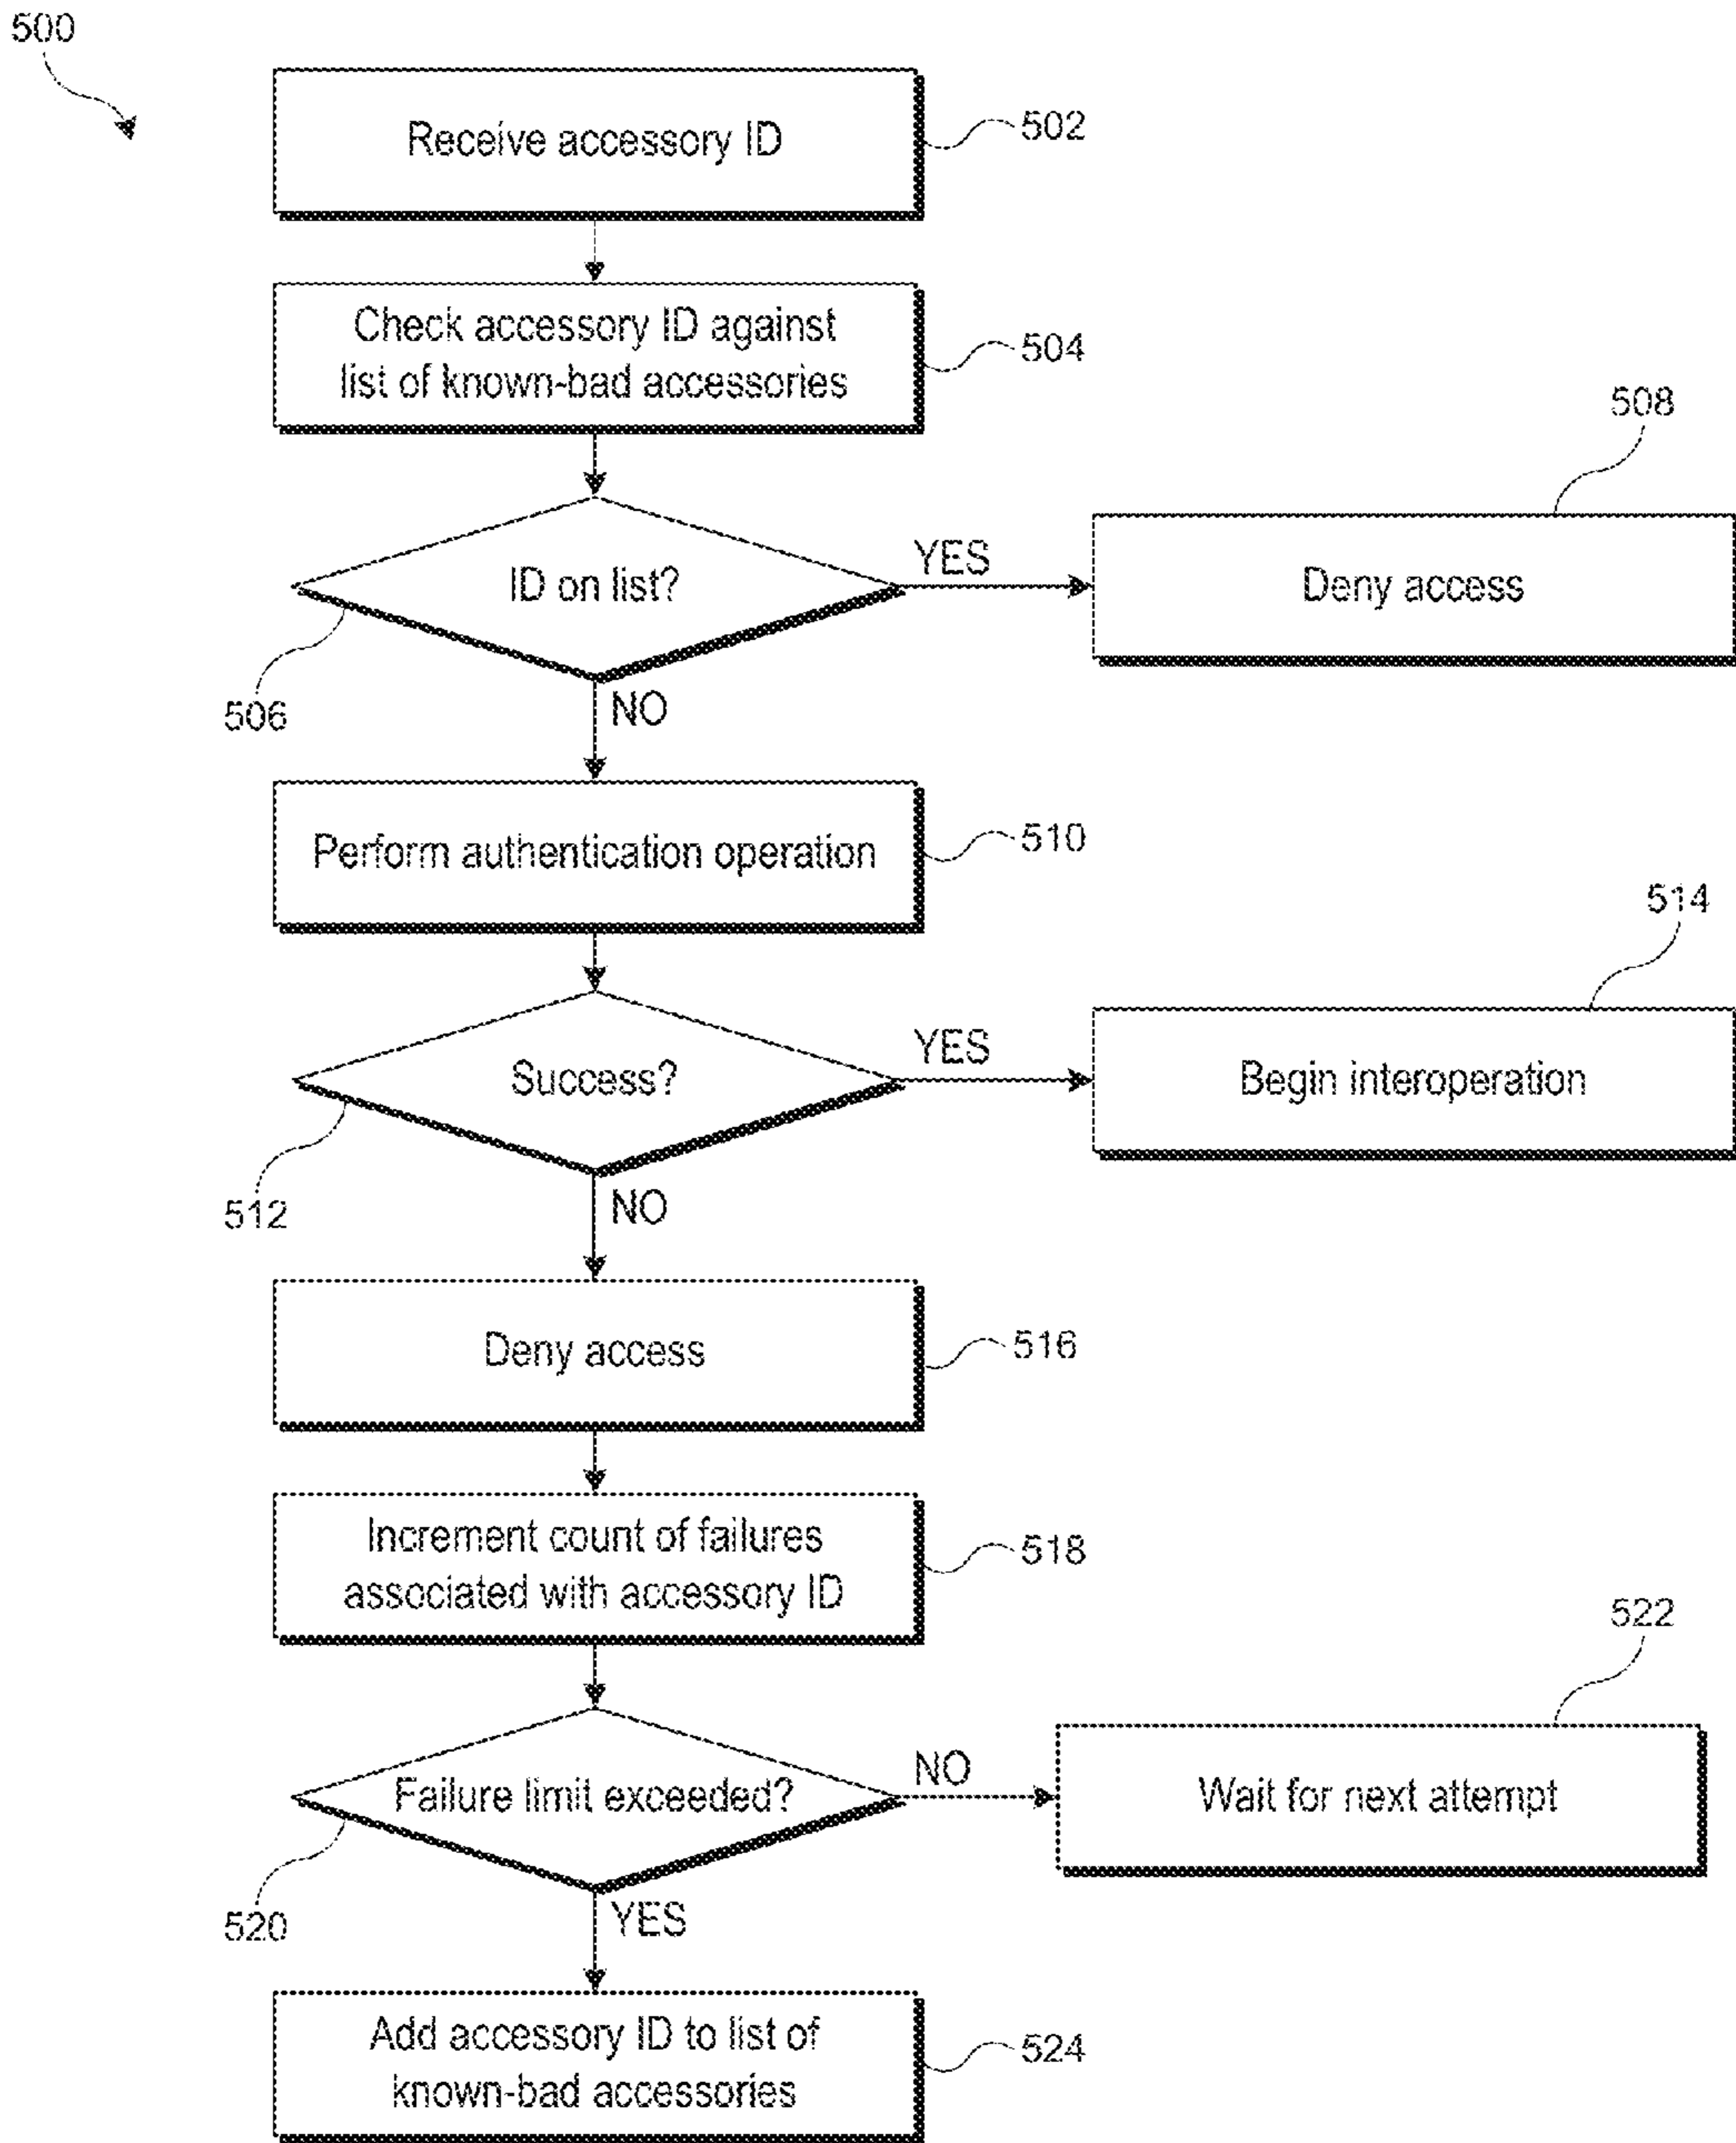 500
Receive accessory ID
502
Check accessory ID against
list of known-bad accessories
504
508
ID on list?
YES
Deny access
506
NO
Perform authentication operation
510
514
Success?
YES
Begin interoperation
512
NO
Deny access
516
Increment count of failures
associated with accessory ID
518
522
Failure limit exceeded?
NO
Wait for next attempt
520
YES
Add accessory ID to list of
known-bad accessories
524